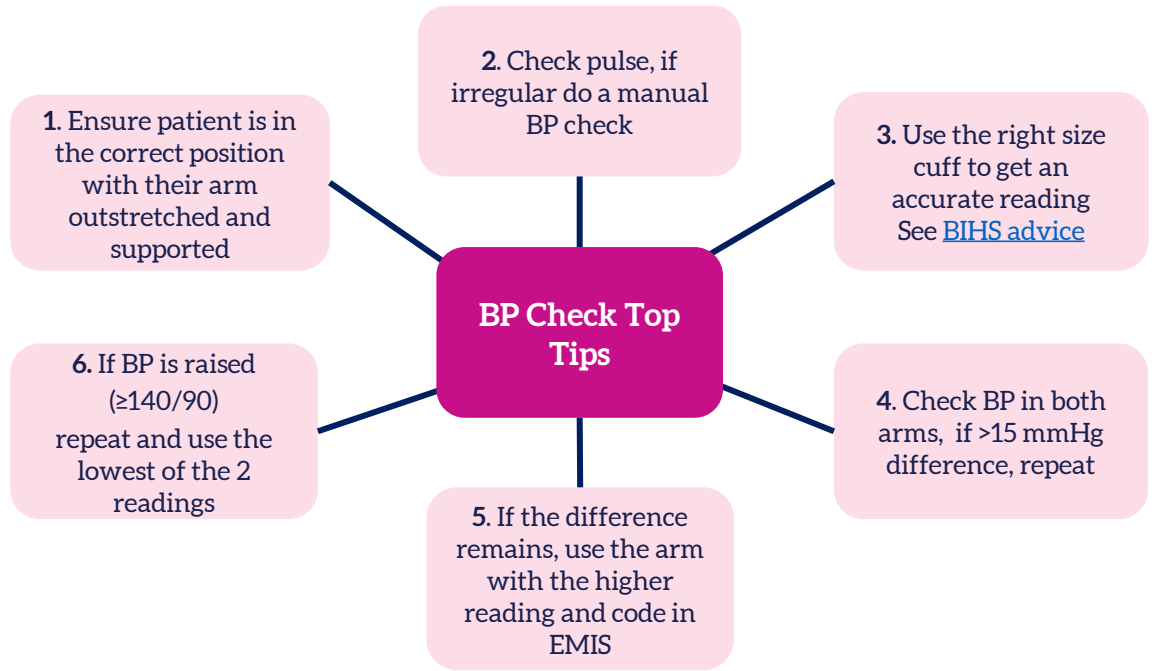 1. Ensure patient is in
the correct position
with their arm
outstretched and
supported
2. Check pulse, if
irregular do a manual
BP check
3. Use the right size
cuff to get an
accurate reading
See BIHS advice
BP Check Top
Tips
4. Check BP in both
arms, if >15 mmHg
difference, repeat
5. If the difference
remains, use the arm
with the higher
reading and code in
EMIS
6. If BP is raised
(≥140/90)
repeat and use the
lowest of the 2
readings